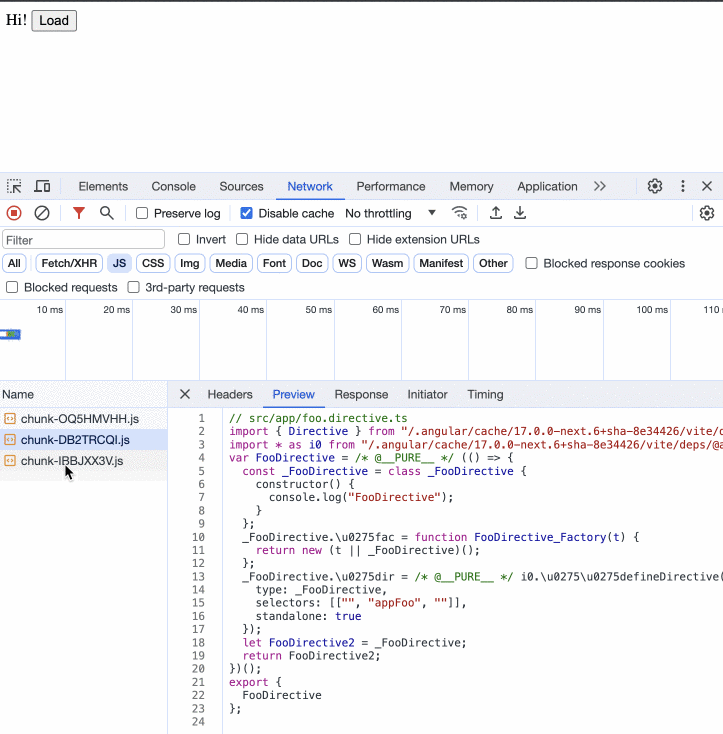 Hi! Load
Elements Console Sources Network Performance Memory Application
Preserve log Disable cache No throttling
Filter Invert Hide data URLs Hide extension URLs
All Fetch/XHR JS CSS Img Media Font Doc WS Wasm Manifest Other Blocked response cookies
Blocked requests 3rd-party requests
10 ms 20 ms 30 ms 40 ms 50 ms 60 ms 70 ms 80 ms 90 ms 100 ms 110
Name
chunk-OQ5HMVHH.js
chunk-DB2TRCQI.js
chunk-IBBJXX3V.js
Headers Preview Response Initiator Timing
1 // src/app/foo.directive.ts
2 import { Directive } from "/.angular/cache/17.0.0-next.6+sha-8e34426/vite/d
3 import * as i0 from "/.angular/cache/17.0.0-next.6+sha-8e34426/vite/deps/@a
4 var FooDirective = /* @__PURE__ */ (() => {
5 const _FooDirective = class _FooDirective {
6 constructor() {
7 console.log("FooDirective");
8 }
9 };
10 _FooDirective.\u0275fac = function FooDirective_Factory(t) {
11 return new (t || _FooDirective)();
12 };
13 _FooDirective.\u0275dir = /* @__PURE__ */ i0.\u0275\u0275defineDirective(
14 type: _FooDirective,
15 selectors: [["", "appFoo", ""]],
16 standalone: true
17 });
18 let FooDirective2 = _FooDirective;
19 return FooDirective2;
20 })();
21 export {
22 FooDirective
23 };
24